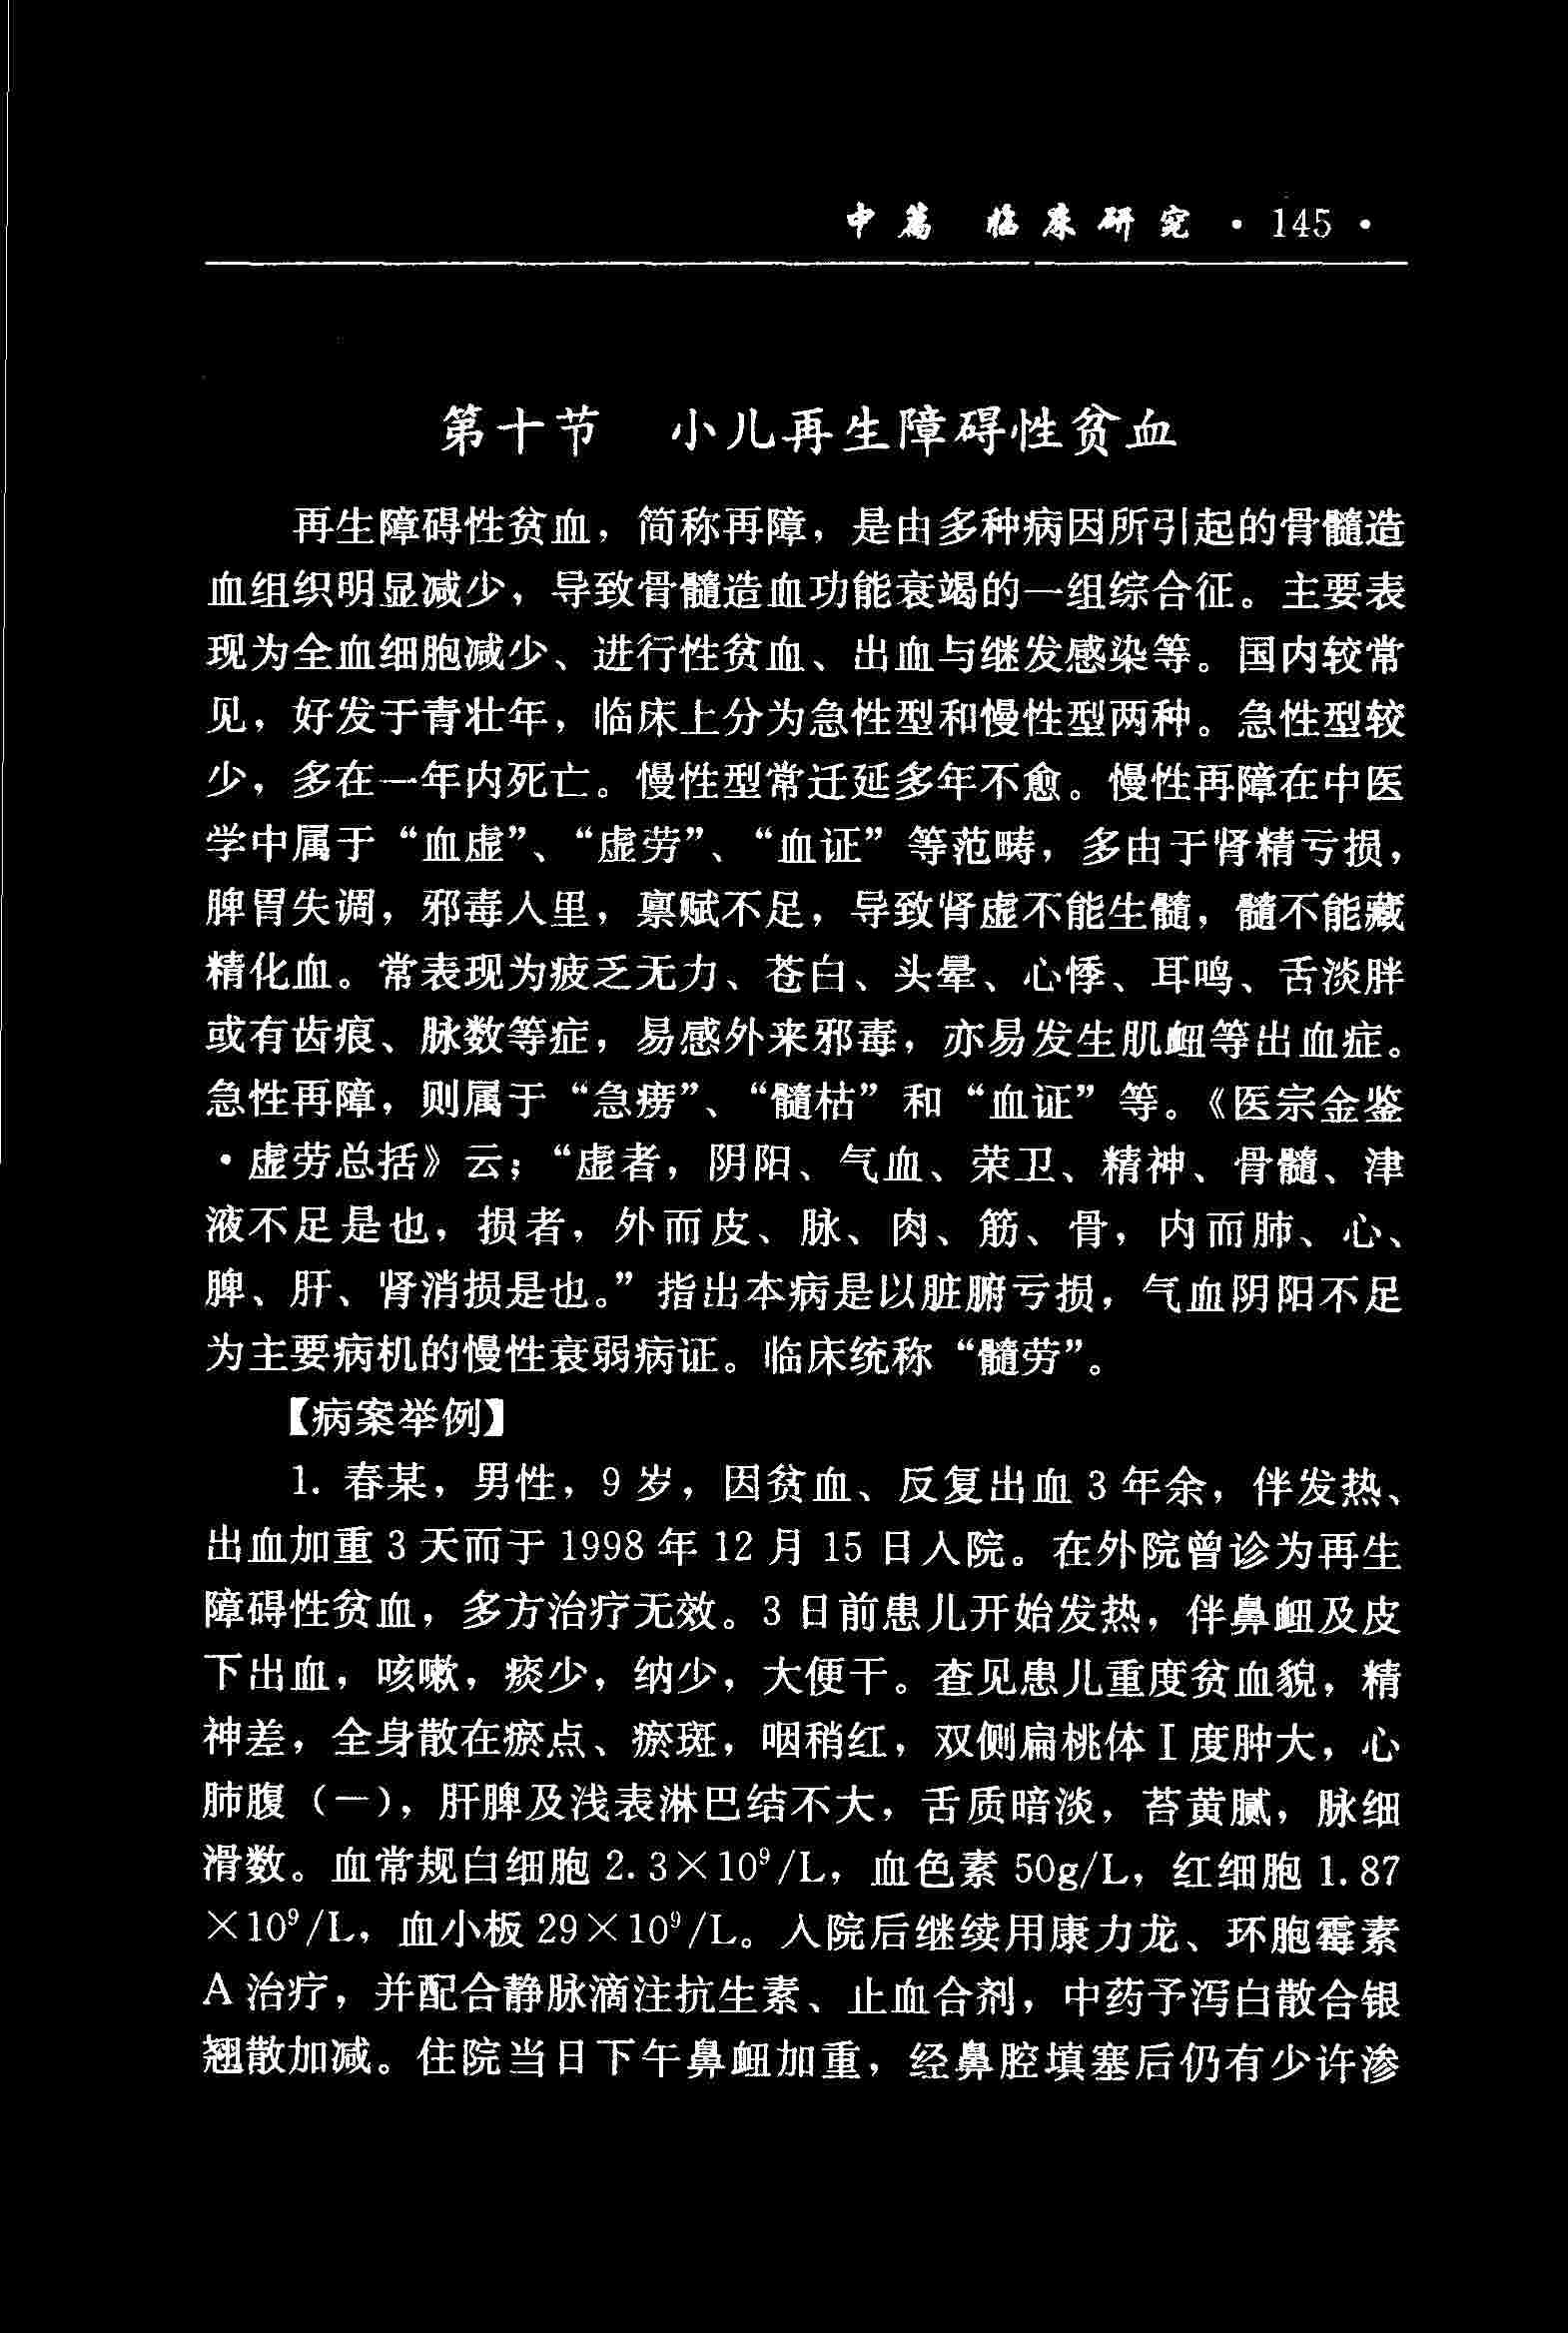 中篇 临床研究 · 145 ·
第十节 小儿再生障碍性贫血
再生障碍性贫血，简称再障，是由多种病因所引起的骨髓造
血组织明显减少，导致骨髓造血功能衰竭的一组综合征。主要表
现为全血细胞减少、进行性贫血、出血与继发感染等。国内较常
见，好发于青壮年，临床上分为急性型和慢性型两种。急性型较
少，多在一年内死亡。慢性型常迁延多年不愈。慢性再障在中医
学中属于“血虚”、“虚劳”、“血证”等范畴，多由于肾精亏损，
脾胃失调，邪毒入里，禀赋不足，导致肾虚不能生髓，髓不能藏
精化血。常表现为疲乏无力、苍白、头晕、心悸、耳鸣、舌淡胖
或有齿痕、脉数等症，易感外来邪毒，亦易发生肌衄等出血症。
急性再障，则属于“急痨”、“髓枯”和“血证”等。《医宗金鉴
·虚劳总括》云；“虚者，阴阳、气血、荣卫、精神、骨髓、津
液不足是也，损者，外而皮、脉、肉、筋、骨，内而肺、心、
脾、肝、肾消损是也。”指出本病是以脏腑亏损，气血阴阳不足
为主要病机的慢性衰弱病证。临床统称“髓劳”。
【病案举例】
1. 春某，男性，9 岁，因贫血、反复出血 3 年余，伴发热、
出血加重 3 天而于 1998 年 12 月 15 日入院。在外院曾诊为再生
障碍性贫血，多方治疗无效。3 日前患儿开始发热，伴鼻衄及皮
下出血，咳嗽，痰少，纳少，大便干。查见患儿重度贫血貌，精
神差，全身散在瘀点、瘀斑，咽稍红，双侧扁桃体Ⅰ度肿大，心
肺腹（一），肝脾及浅表淋巴结不大，舌质暗淡，苔黄腻，脉细
滑数。血常规白细胞 2.3×10⁹/L，血色素 50g/L，红细胞 1.87
×10⁹/L，血小板 29×10⁹/L。入院后继续用康力龙、环胞霉素
A 治疗，并配合静脉滴注抗生素、止血合剂，中药予泻白散合银
翘散加减。住院当日下午鼻衄加重，经鼻腔填塞后仍有少许渗